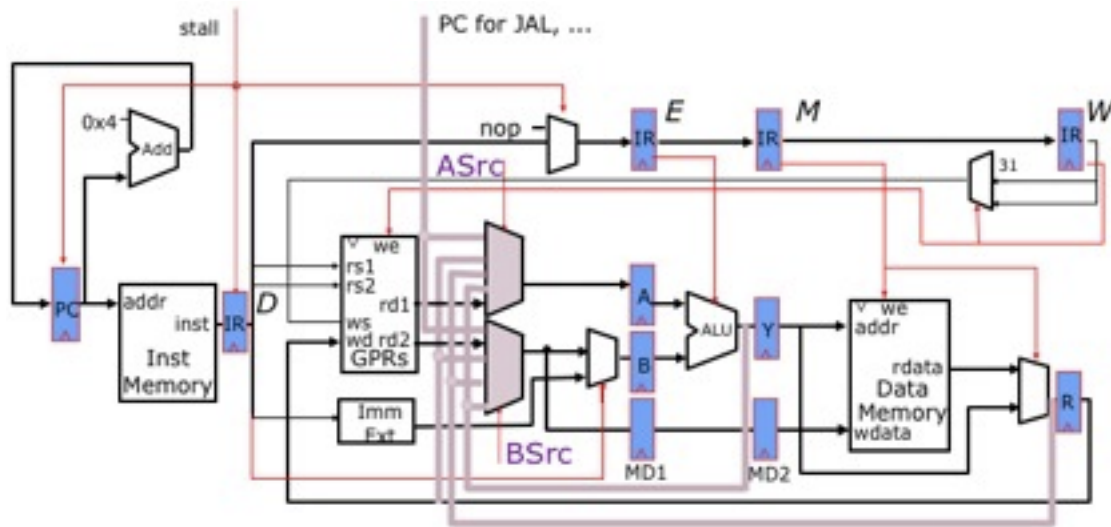 stall
PC for JAL, ...
0x4
Add
nop
IR
E
IR
M
IR
W
31
ASrc
we
rs1
rs2
rd1
ws
wd rd2
GPRs
PC
addr
inst
Inst
Memory
IR
D
A
B
ALU
Y
we
addr
rdata
Data
Memory
wdata
R
Imm
Ext
BSrc
MD1
MD2